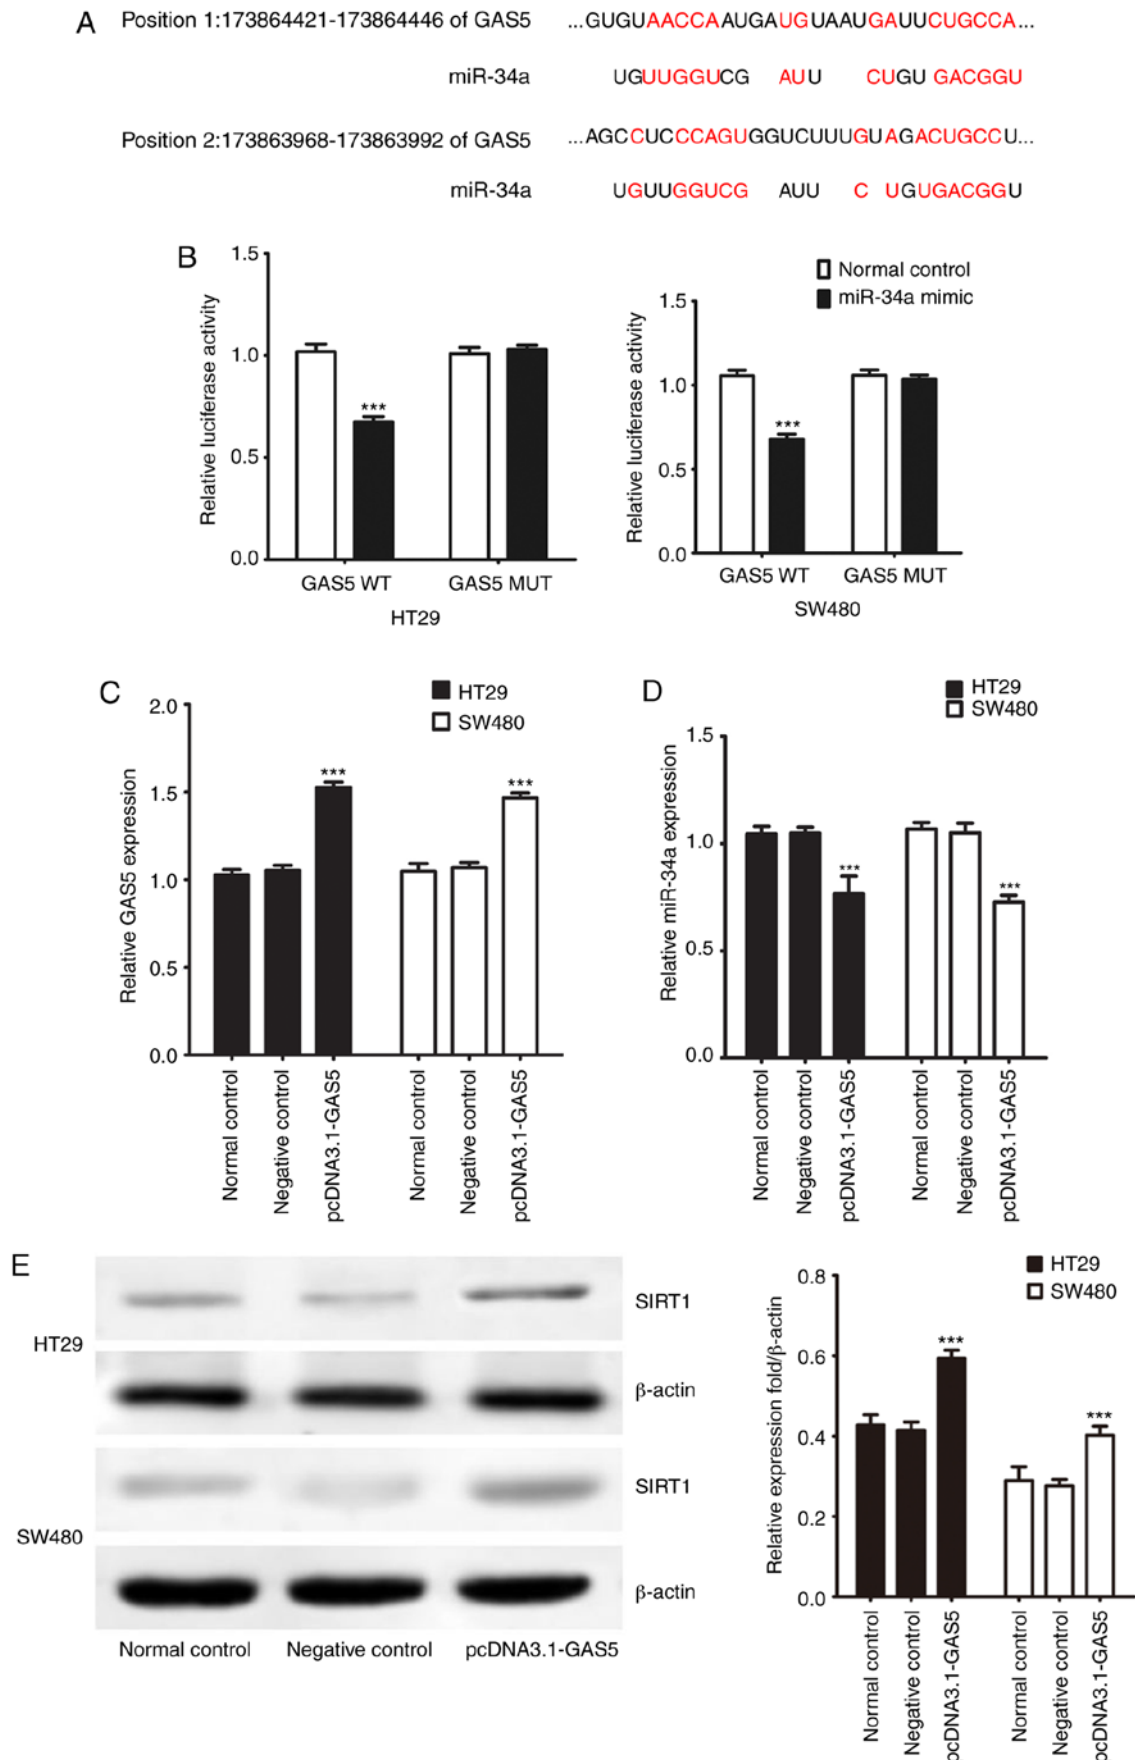 A
Position 1:173864421-173864446 of GAS5 ...GUGUAACCAAUGAUGUAAUGAUUCUGCCA...
miR-34a UGUUGGUCG AUU CUGU GACGGU
Position 2:173863968-173863992 of GAS5 ...AGCCUCCCAGUGGUCUUUGUAGACUGCCU...
miR-34a UGUUGGUCG AUU C UGUGACGGU
B
Normal control
miR-34a mimic
Relative luciferase activity
1.5
1.0
0.5
0.0
GAS5 WT GAS5 MUT
HT29
Relative luciferase activity
1.5
1.0
0.5
0.0
***
***
GAS5 WT GAS5 MUT
SW480
C
HT29
SW480
Relative GAS5 expression
2.0
1.5
1.0
0.5
0.0
***
***
Normal control
Negative control
pcDNA3.1-GAS5
Normal control
Negative control
pcDNA3.1-GAS5
D
HT29
SW480
Relative miR-34a expression
1.5
1.0
0.5
0.0
***
***
Normal control
Negative control
pcDNA3.1-GAS5
Normal control
Negative control
pcDNA3.1-GAS5
E
HT29
SIRT1
β-actin
SW480
SIRT1
β-actin
Normal control Negative control pcDNA3.1-GAS5
HT29
SW480
Relative expression fold/β-actin
0.8
0.6
0.4
0.2
0.0
***
***
Normal control
Negative control
pcDNA3.1-GAS5
Normal control
Negative control
pcDNA3.1-GAS5